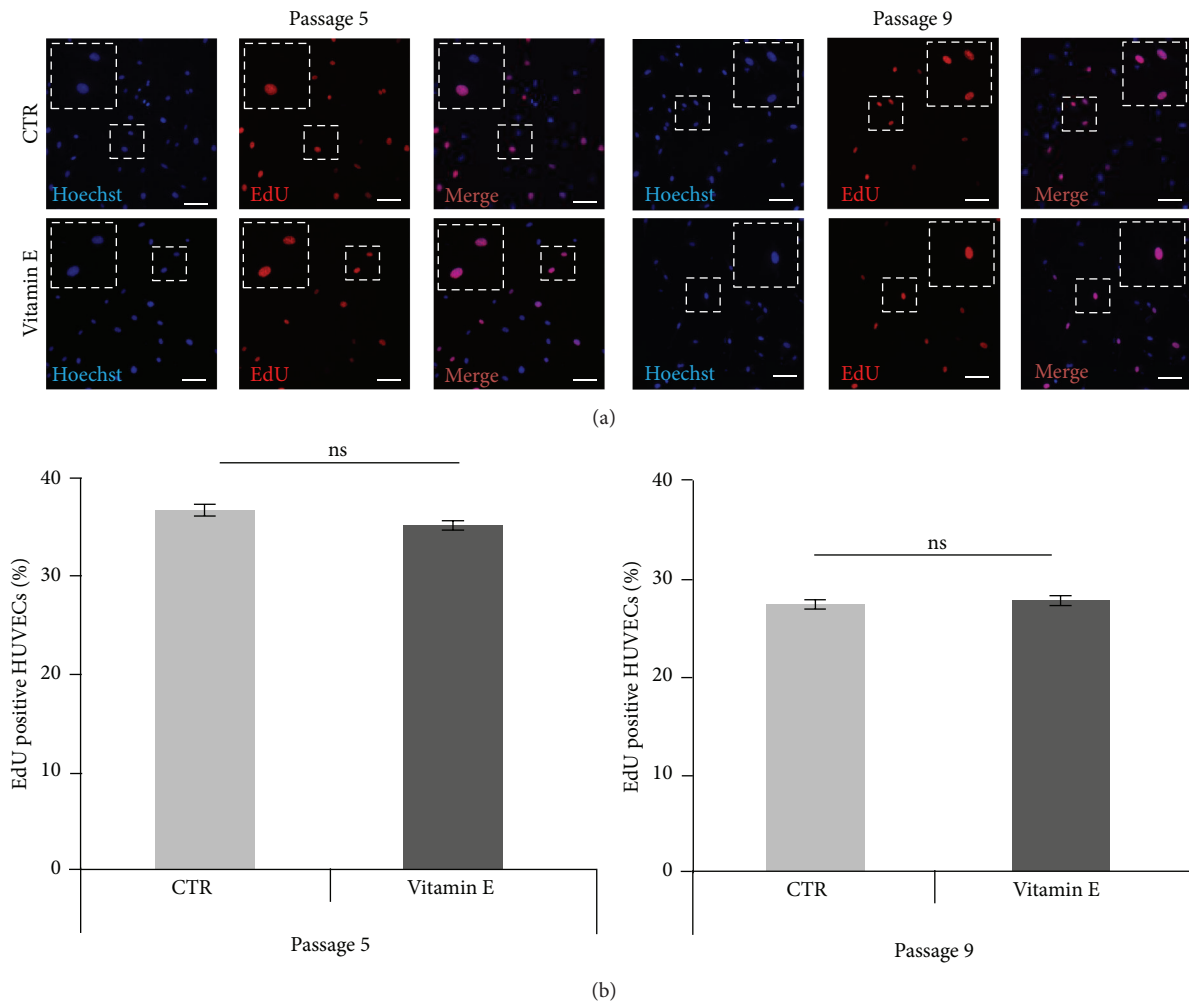 Passage 5
Passage 9
CTR
Hoechst
EdU
Merge
Hoechst
EdU
Merge
Vitamin E
Hoechst
EdU
Merge
Hoechst
EdU
Merge
(a)
EdU positive HUVECs (%)
40
30
20
10
0
ns
CTR
Vitamin E
Passage 5
EdU positive HUVECs (%)
40
30
20
10
0
ns
CTR
Vitamin E
Passage 9
(b)